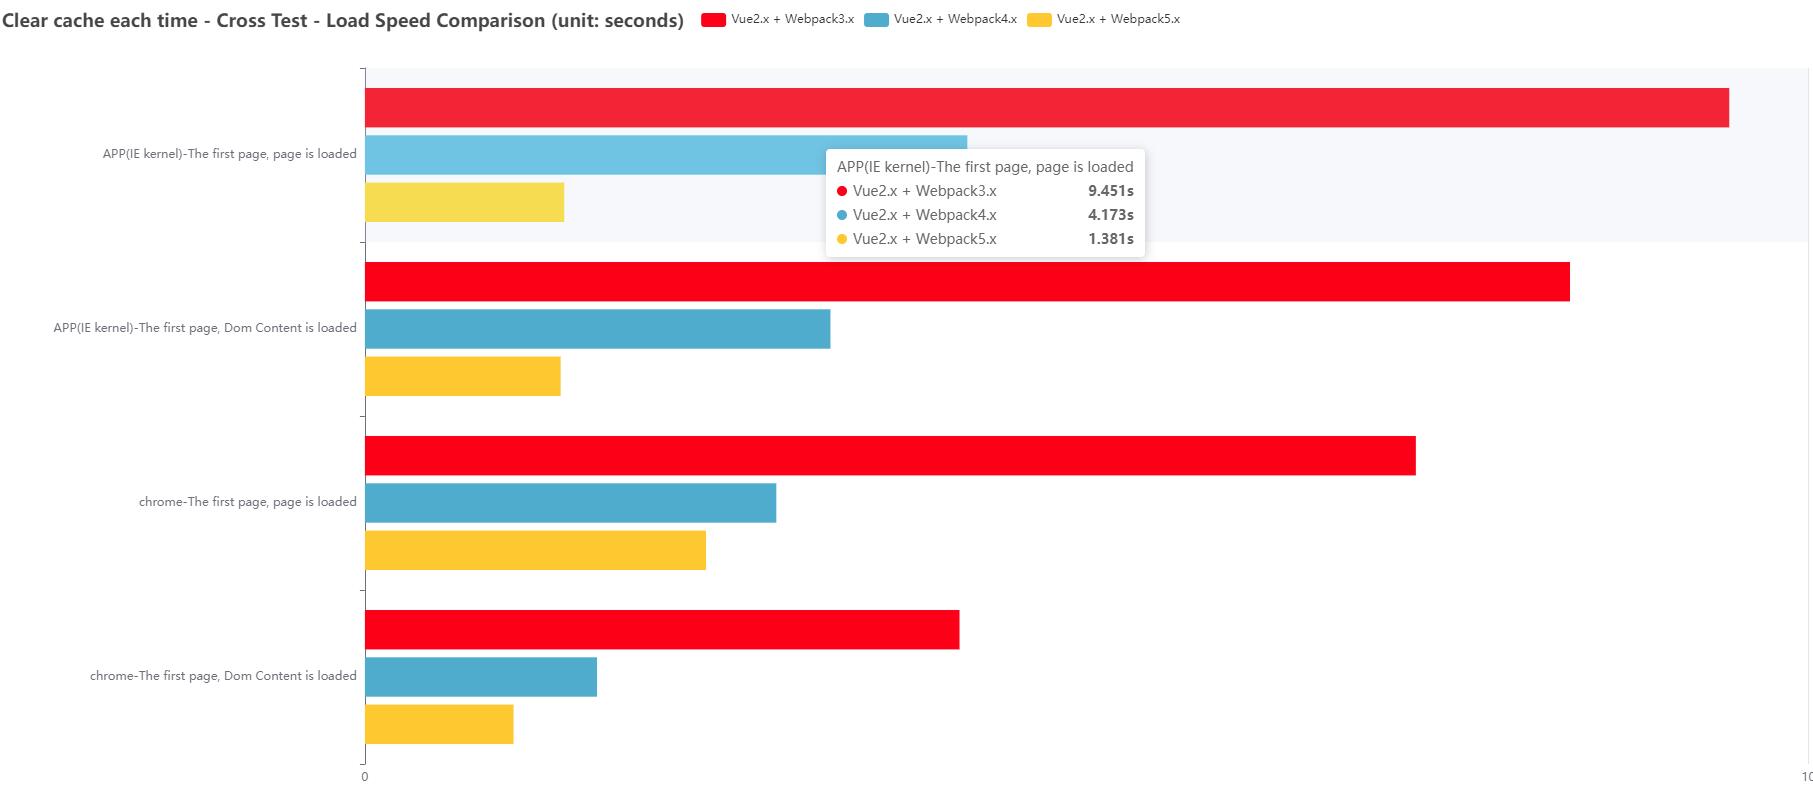 Clear cache each time - Cross Test - Load Speed Comparison (unit: seconds)
Vue2.x + Webpack3.x
Vue2.x + Webpack4.x
Vue2.x + Webpack5.x
APP(IE kernel)-The first page, page is loaded
APP(IE kernel)-The first page, page is loaded
Vue2.x + Webpack3.x 9.451s
Vue2.x + Webpack4.x 4.173s
Vue2.x + Webpack5.x 1.381s
APP(IE kernel)-The first page, Dom Content is loaded
chrome-The first page, page is loaded
chrome-The first page, Dom Content is loaded
0
10